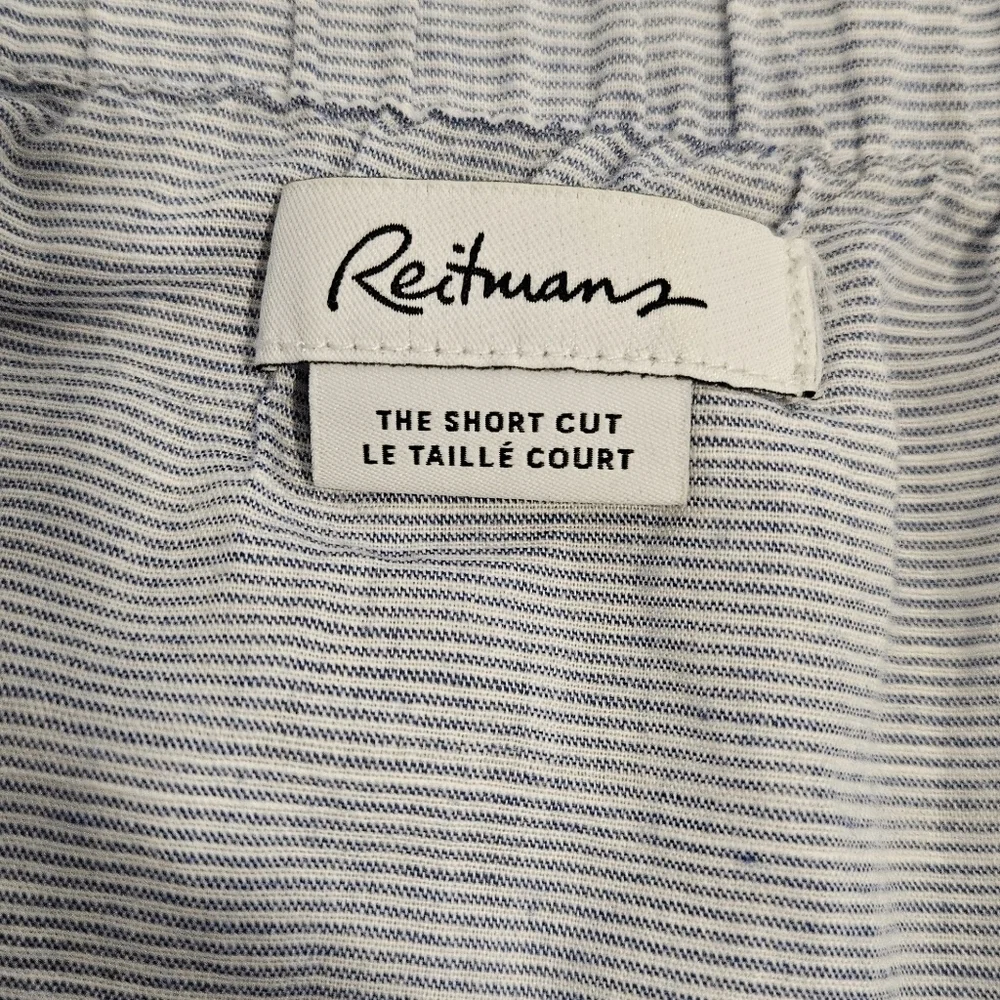 Reitmans
THE SHORT CUT
LE TAILLÉ COURT